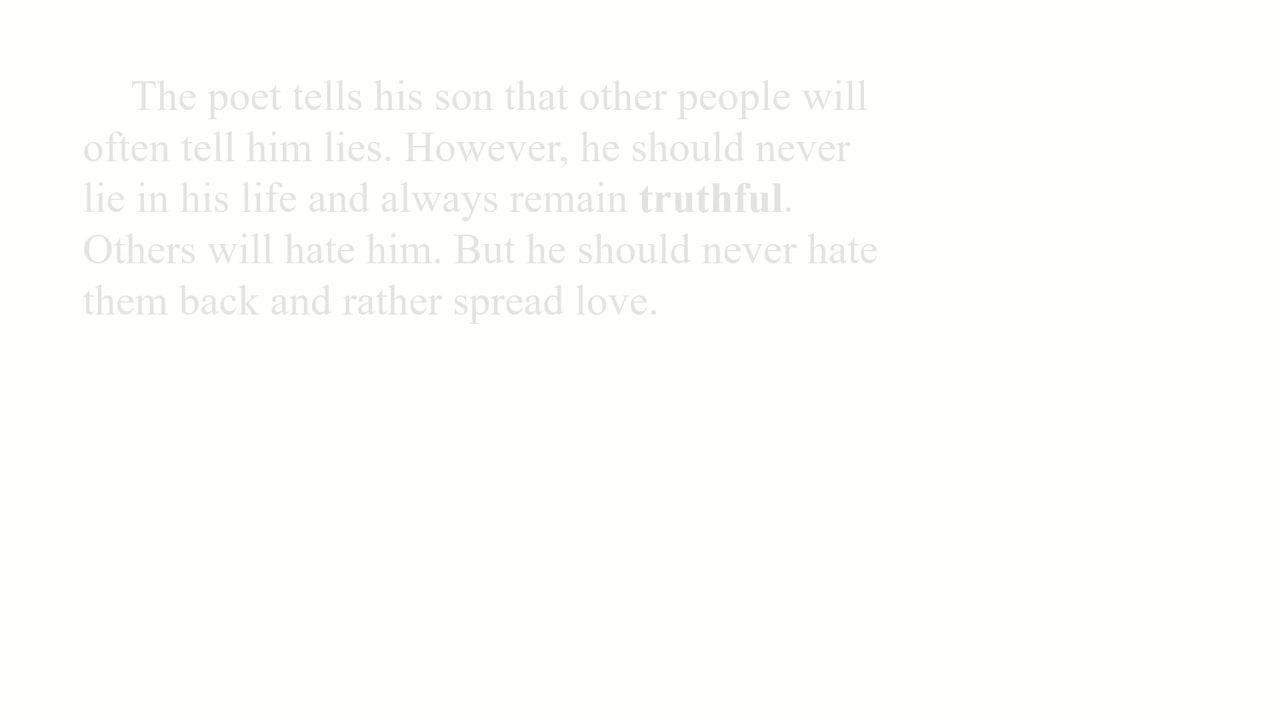 The poet tells his son that other people will
often tell him lies. However, he should never
lie in his life and always remain truthful.
Others will hate him. But he should never hate
them back and rather spread love.